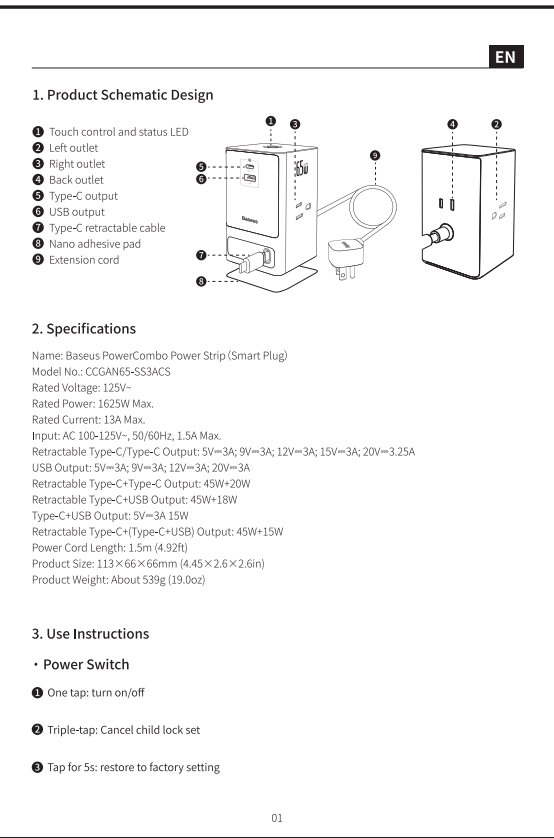 EN
1. Product Schematic Design
1 Touch control and status LED
2 Left outlet
3 Right outlet
4 Back outlet
5 Type-C output
6 USB output
7 Type-C retractable cable
8 Nano adhesive pad
9 Extension cord
1
3
5
6
7
8
9
4
2
65W
Baseus
2. Specifications
Name: Baseus PowerCombo Power Strip (Smart Plug)
Model No.: CCGAN65-SS3ACS
Rated Voltage: 125V~
Rated Power: 1625W Max.
Rated Current: 13A Max.
Input: AC 100-125V~, 50/60Hz, 1.5A Max.
Retractable Type-C/Type-C Output: 5V⎓3A; 9V⎓3A; 12V⎓3A; 15V⎓3A; 20V⎓3.25A
USB Output: 5V⎓3A; 9V⎓3A; 12V⎓3A; 20V⎓3A
Retractable Type-C+Type-C Output: 45W+20W
Retractable Type-C+USB Output: 45W+18W
Type-C+USB Output: 5V⎓3A 15W
Retractable Type-C+(Type-C+USB) Output: 45W+15W
Power Cord Length: 1.5m (4.92ft)
Product Size: 113×66×66mm (4.45×2.6×2.6in)
Product Weight: About 539g (19.0oz)
3. Use Instructions
· Power Switch
1 One tap: turn on/off
2 Triple-tap: Cancel child lock set
3 Tap for 5s: restore to factory setting
01